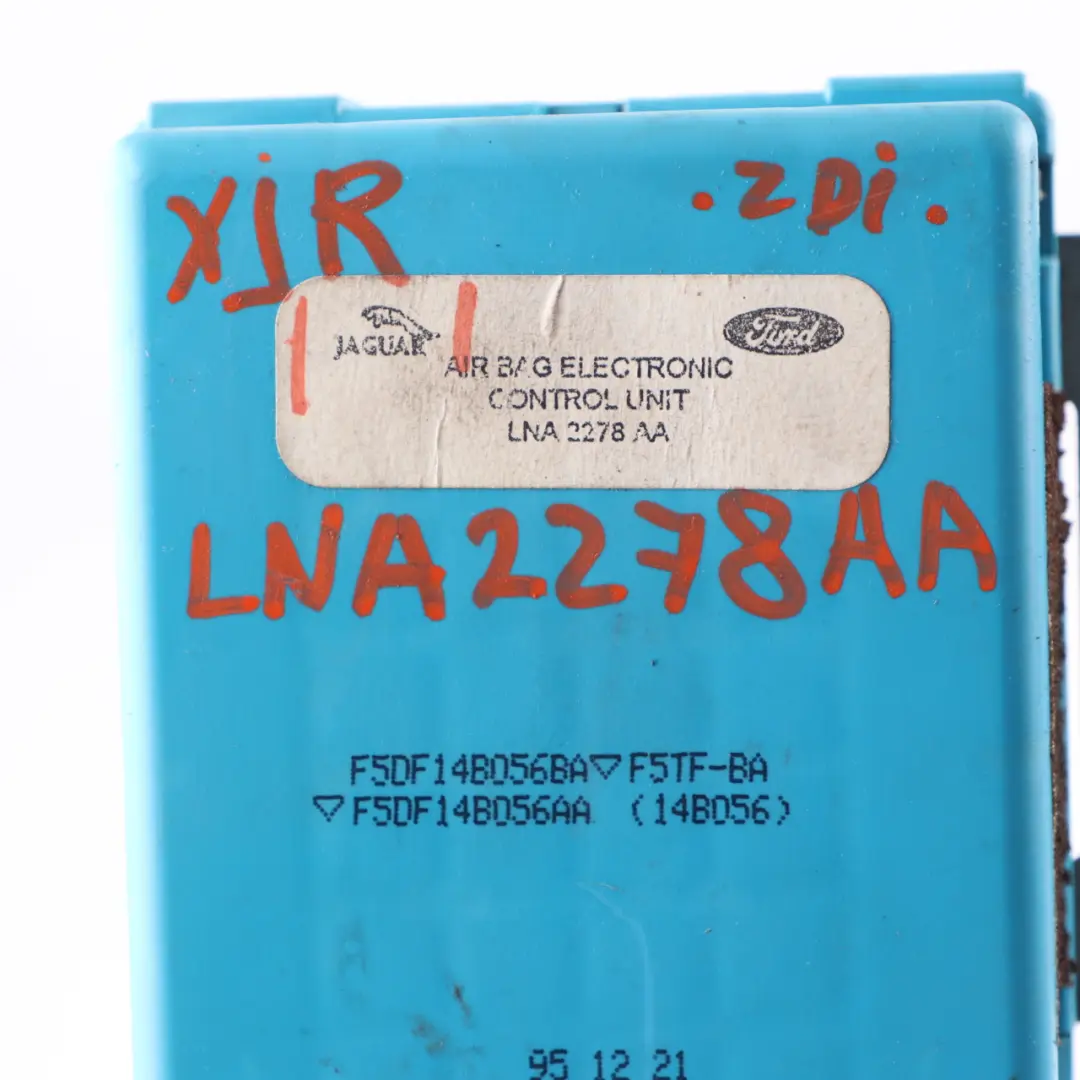 XjR .2Di.
JAGUAR Ford
AIR BAG ELECTRONIC
CONTROL UNIT
LNA 2278 AA
LNA2278AA
F5DF14B056BA▽F5TF-BA
▽F5DF14B056AA (14B056)
95 12 21